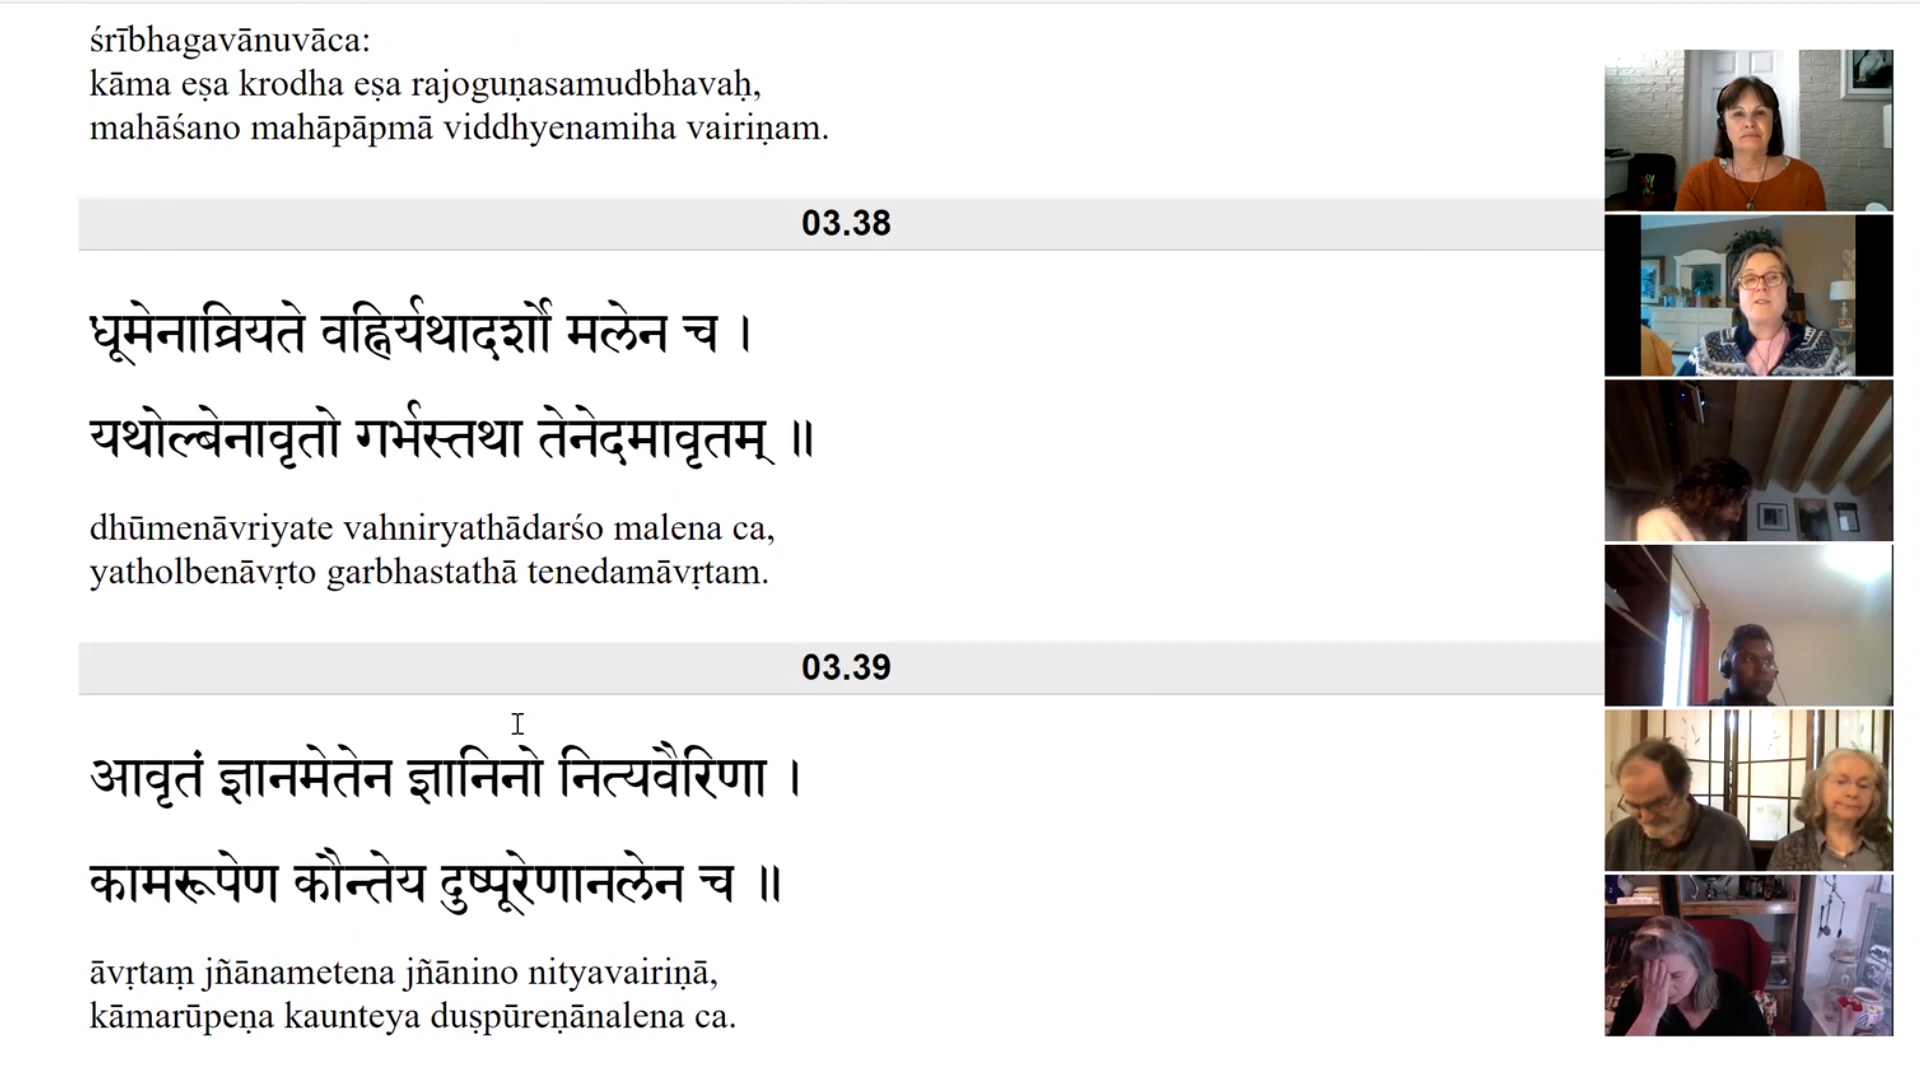 śrībhagavānuvāca:
kāma eṣa krodha eṣa rajoguṇasamudbhavaḥ,
mahāśano mahāpāpmā viddhyenamiha vairiṇam.
03.38
धूमेनाव्रियते वह्निर्यथादर्शो मलेन च ।
यथोल्बेनावृतो गर्भस्तथा तेनेदमावृतम् ॥
dhūmenāvriyate vahniryathādarśo malena ca,
yatholbenāvṛto garbhastathā tenedamāvṛtam.
03.39
आवृतं ज्ञानमेतेन ज्ञानिनो नित्यवैरिणा ।
कामरूपेण कौन्तेय दुष्पूरेणानलेन च ॥
āvṛtaṃ jñānametena jñānino nityavairiṇā,
kāmarūpeṇa kaunteya duṣpūreṇānalena ca.